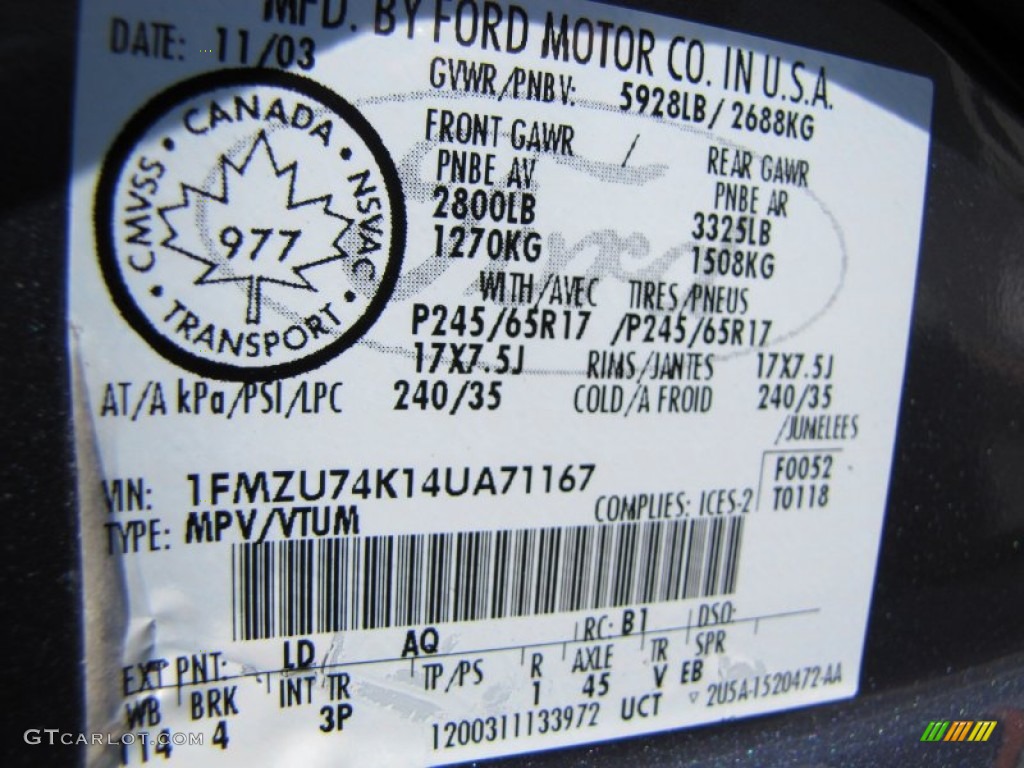 MFD. BY FORD MOTOR CO. IN U.S.A.
DATE: 11/03
GVWR/PNBV: 5928LB/2688KG
CANADA NSVAC TRANSPORT CMVSS
977
FRONT GAWR / REAR GAWR
PNBE AV PNBE AR
2800LB 3325LB
1270KG 1508KG
WITH/AVEC TIRES/PNEUS
P245/65R17 /P245/65R17
17X7.5J RIMS/JANTES 17X7.5J
AT/A kPa/PSI/LPC 240/35 COLD/A FROID 240/35
/JUMELEES
VIN: 1FMZU74K14UA71167 F0052
TYPE: MPV/VTUM COMPLIES: ICES-2 T0118
EXT PNT: LD AQ RC: B1 DSO:
WB BRK INT TR TP/PS R AXLE TR SPR
114 4 3P 1 45 V EB
1200311133972 UCT 2U5A-1520472-AA
GTCARLOT.COM